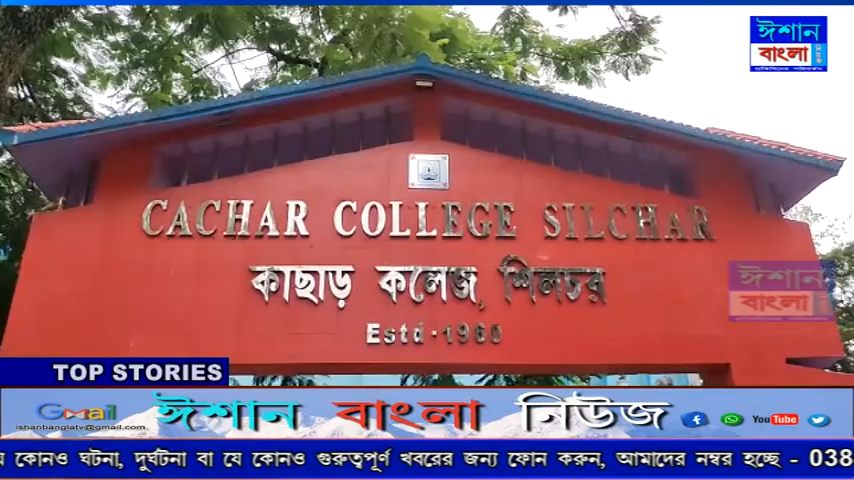 ঈশান
বাংলা
CACHAR COLLEGE SILCHAR
কাছাড় কলেজ, শিলচর
Estd - 1960
ঈশান
বাংলা
TOP STORIES
Gmail
ishanbanglatv@gmail.com
ঈশান বাংলা নিউজ
YouTube
কোনও ঘটনা, দুর্ঘটনা বা যে কোনও গুরুত্বপূর্ণ খবরের জন্য ফোন করুন, আমাদের নম্বর হচ্ছে - 038